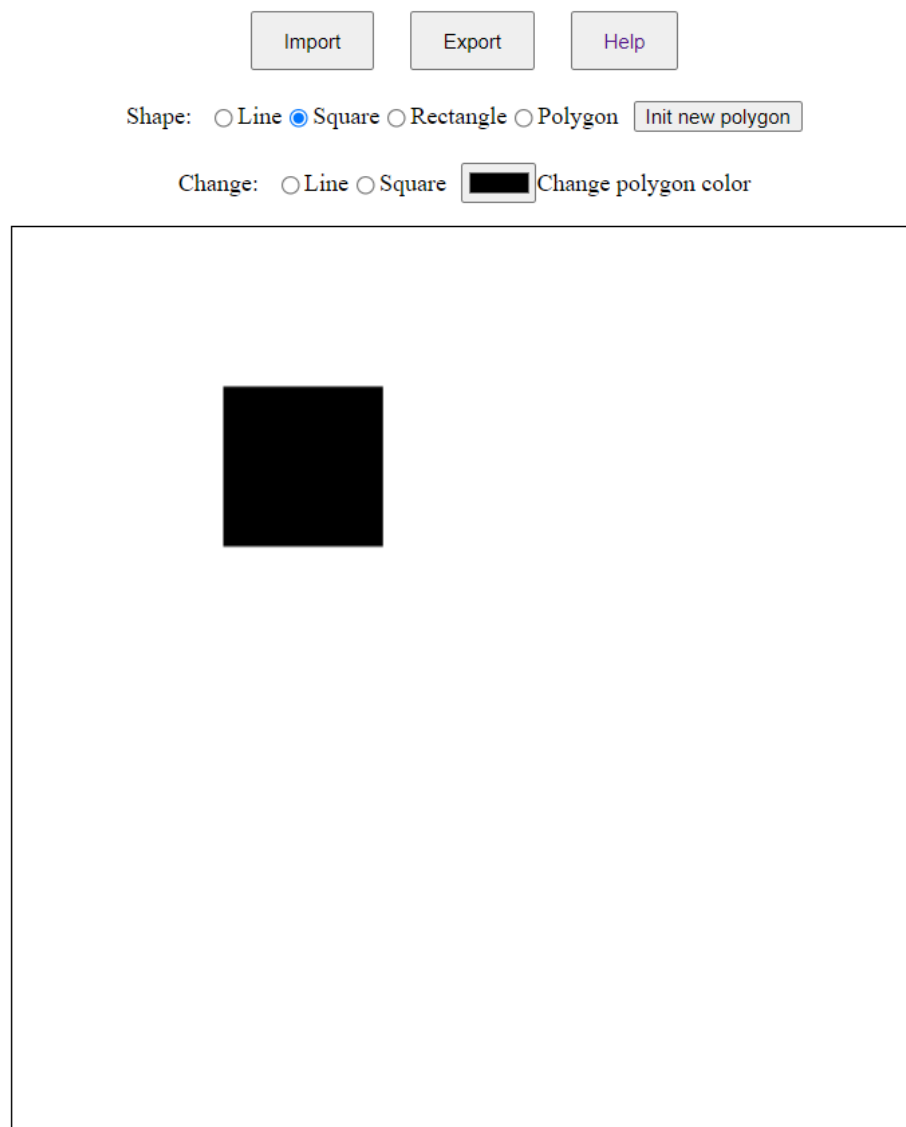 Import Export Help
Shape: Line Square Rectangle Polygon Init new polygon
Change: Line Square Change polygon color